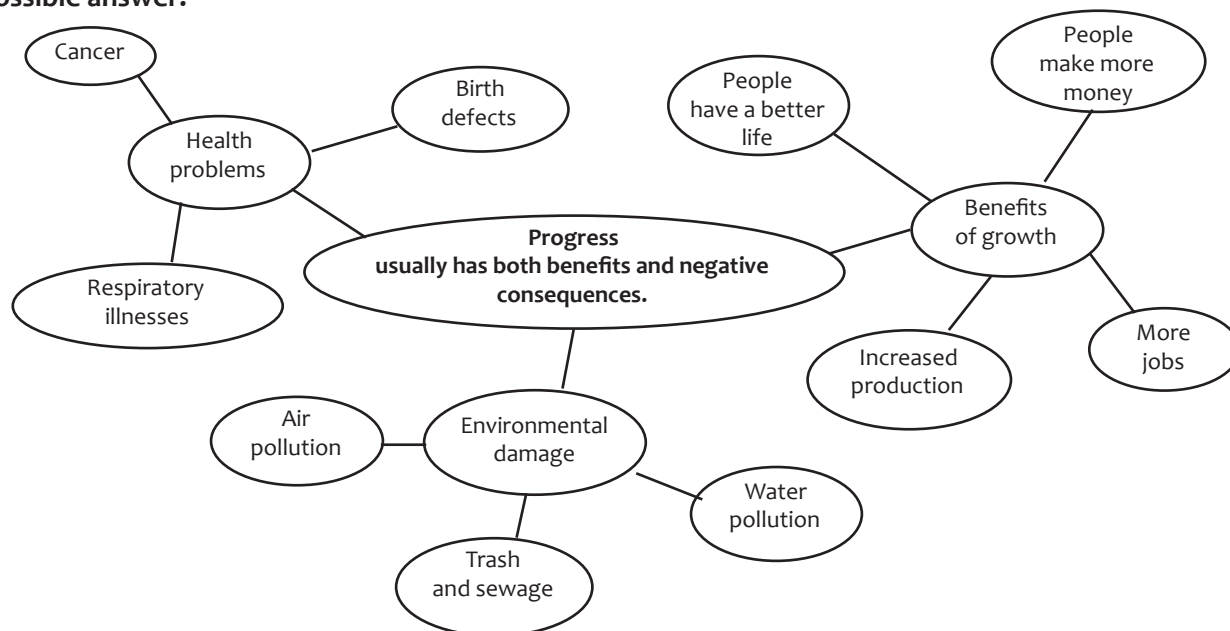 ossible answer:
Cancer
Birth
defects
Health
problems
Respiratory
illnesses
People
have a better
life
People
make more
money
Benefits
of growth
Progress
usually has both benefits and negative
consequences.
Increased
production
More
jobs
Air
pollution
Environmental
damage
Water
pollution
Trash
and sewage